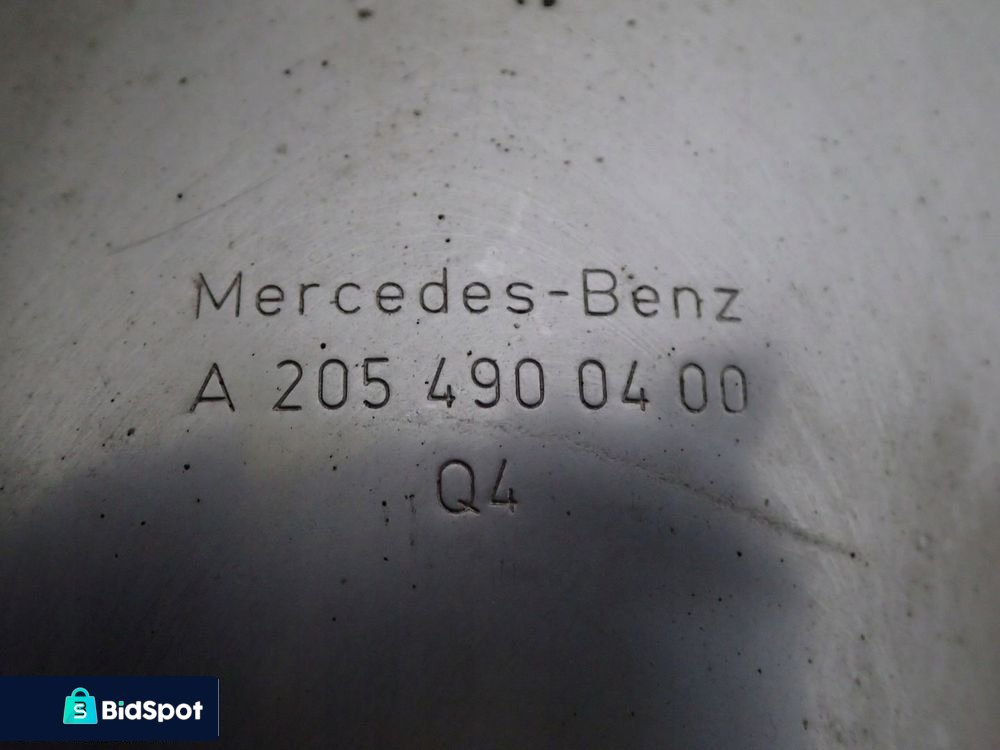 Mercedes-Benz
A 205 490 04 00
Q4
BidSpot